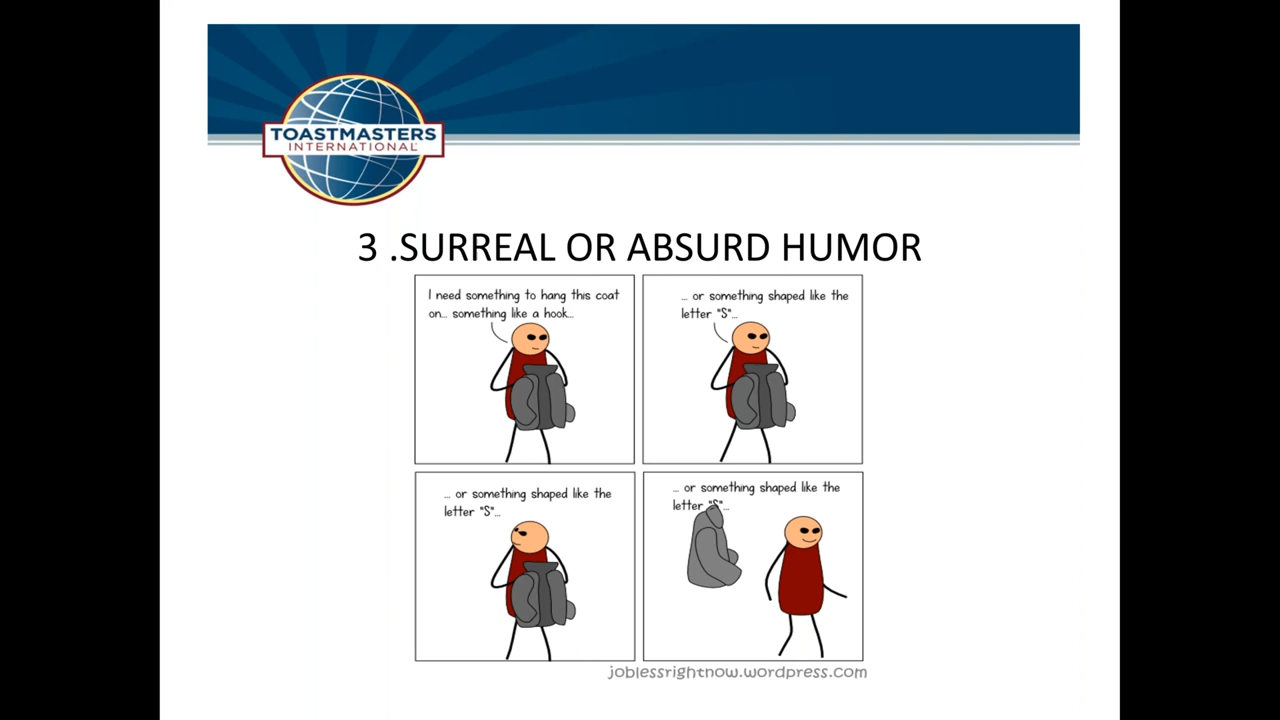 TOASTMASTERS
INTERNATIONAL
3 .SURREAL OR ABSURD HUMOR
I need something to hang this coat
on... something like a hook...
... or something shaped like the
letter "S"...
... or something shaped like the
letter "S"...
... or something shaped like the
letter "S"...
joblessrightnow.wordpress.com